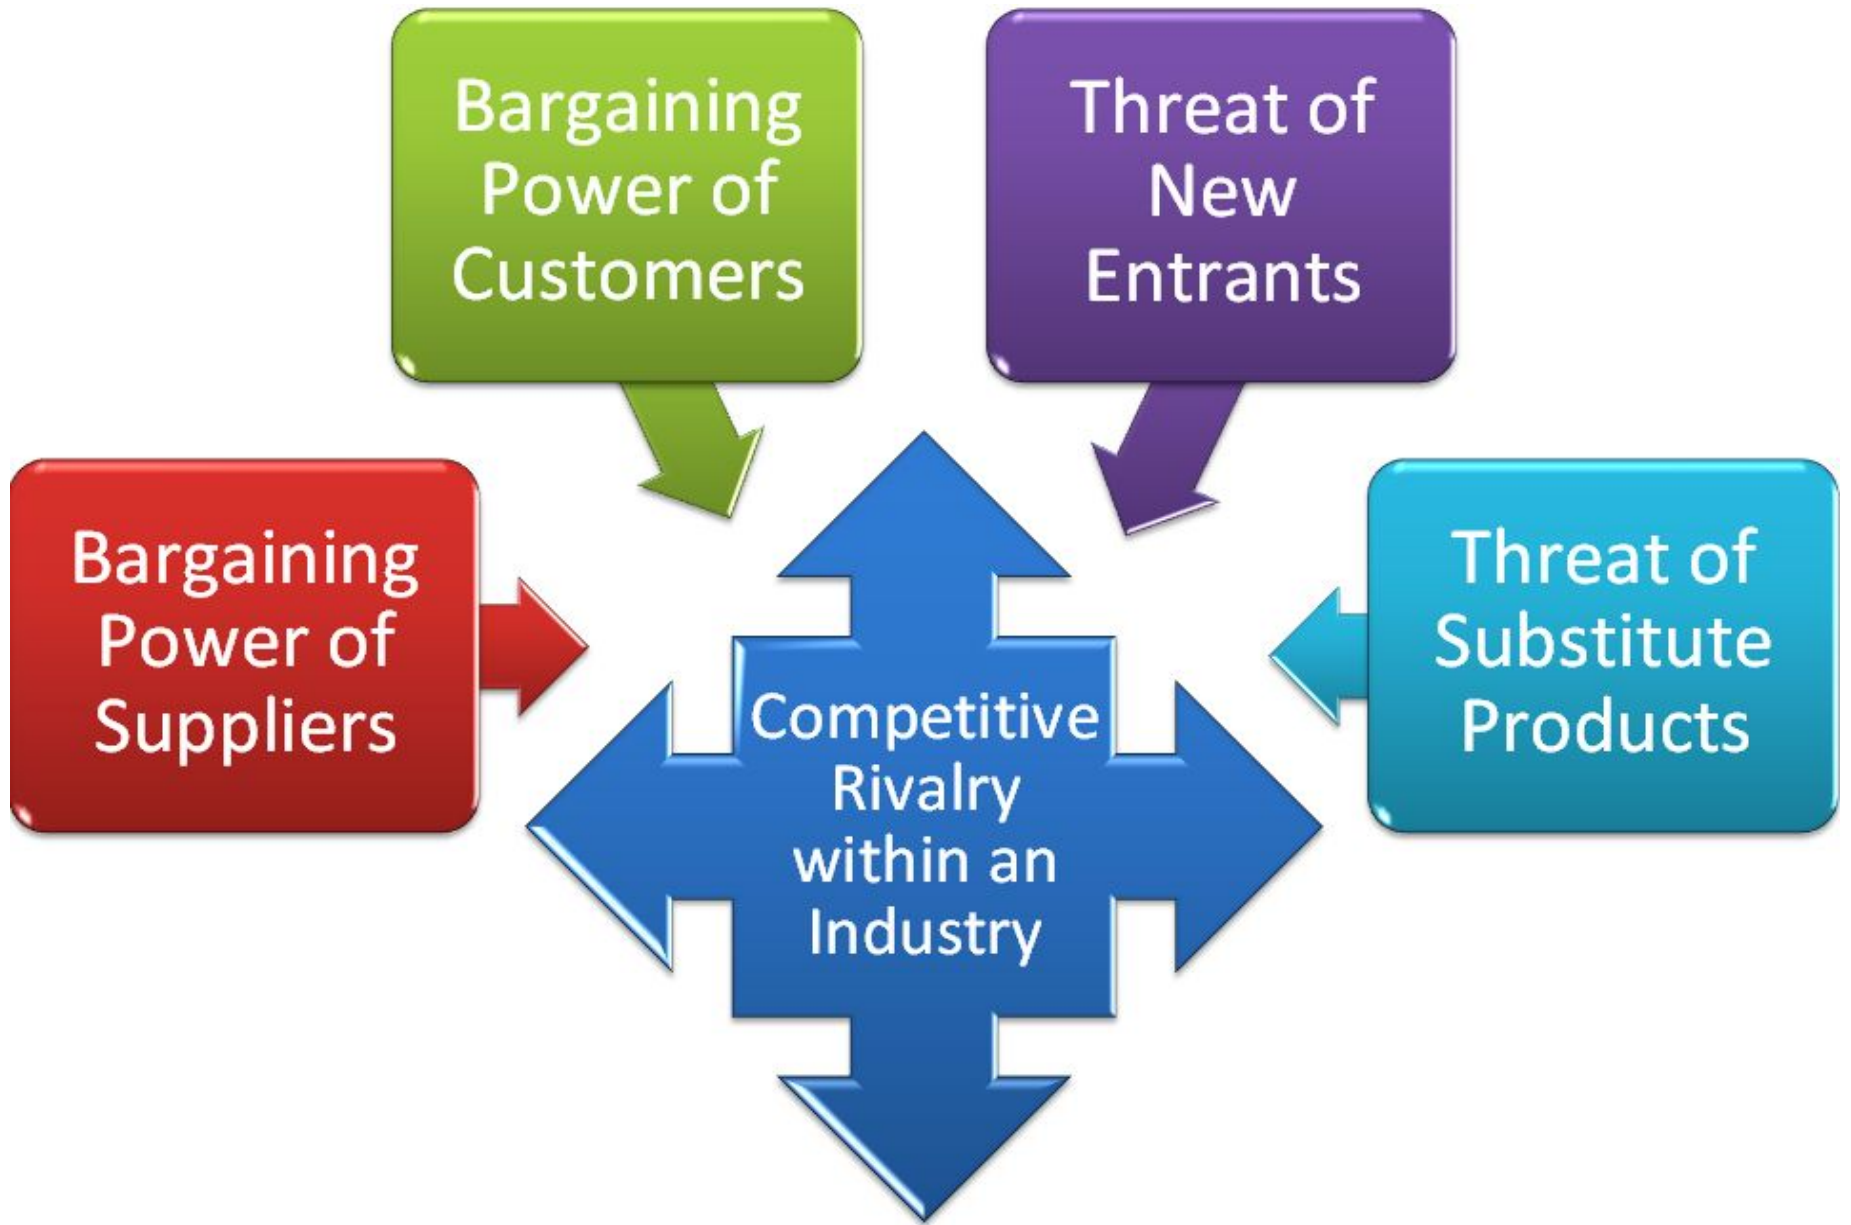 Bargaining
Power of
Customers
Threat of
New
Entrants
Bargaining
Power of
Suppliers
Threat of
Substitute
Products
Competitive
Rivalry
within an
Industry